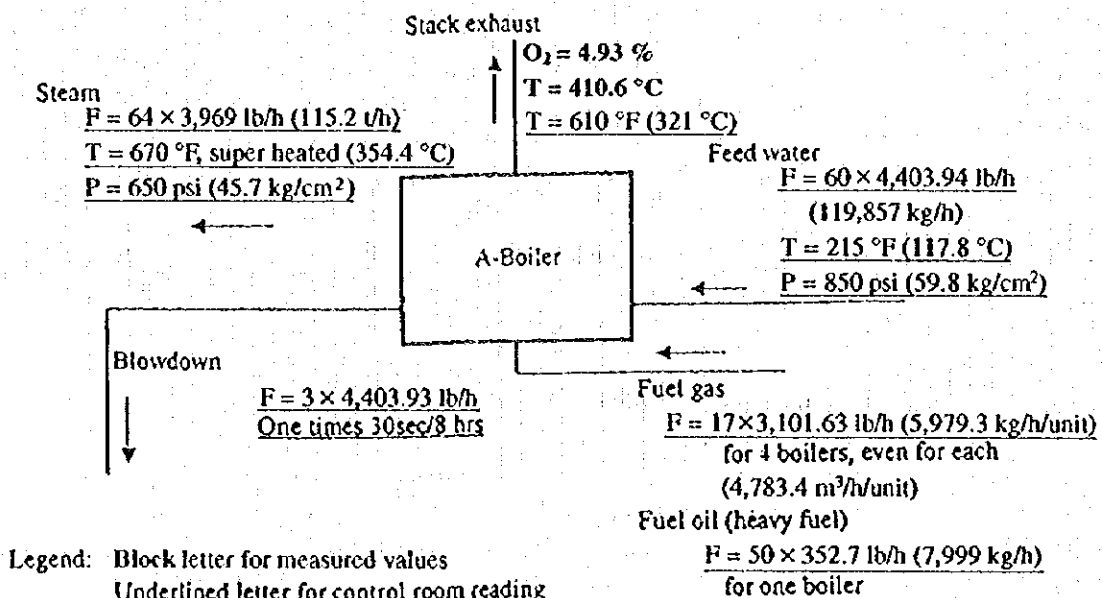 Stack exhaust
O₂ = 4.93 %
T = 410.6 °C
T = 610 °F (321 °C)
Steam
F = 64 × 3,969 lb/h (115.2 t/h)
T = 670 °F, super heated (354.4 °C)
P = 650 psi (45.7 kg/cm²)
Feed water
F = 60 × 4,403.94 lb/h
(119,857 kg/h)
T = 215 °F (117.8 °C)
P = 850 psi (59.8 kg/cm²)
A-Boiler
Blowdown
F = 3 × 4,403.93 lb/h
One times 30sec/8 hrs
Fuel gas
F = 17×3,101.63 lb/h (5,979.3 kg/h/unit)
for 4 boilers, even for each
(4,783.4 m³/h/unit)
Fuel oil (heavy fuel)
F = 50 × 352.7 lb/h (7,999 kg/h)
for one boiler
Legend: Block letter for measured values
Underlined letter for control room reading